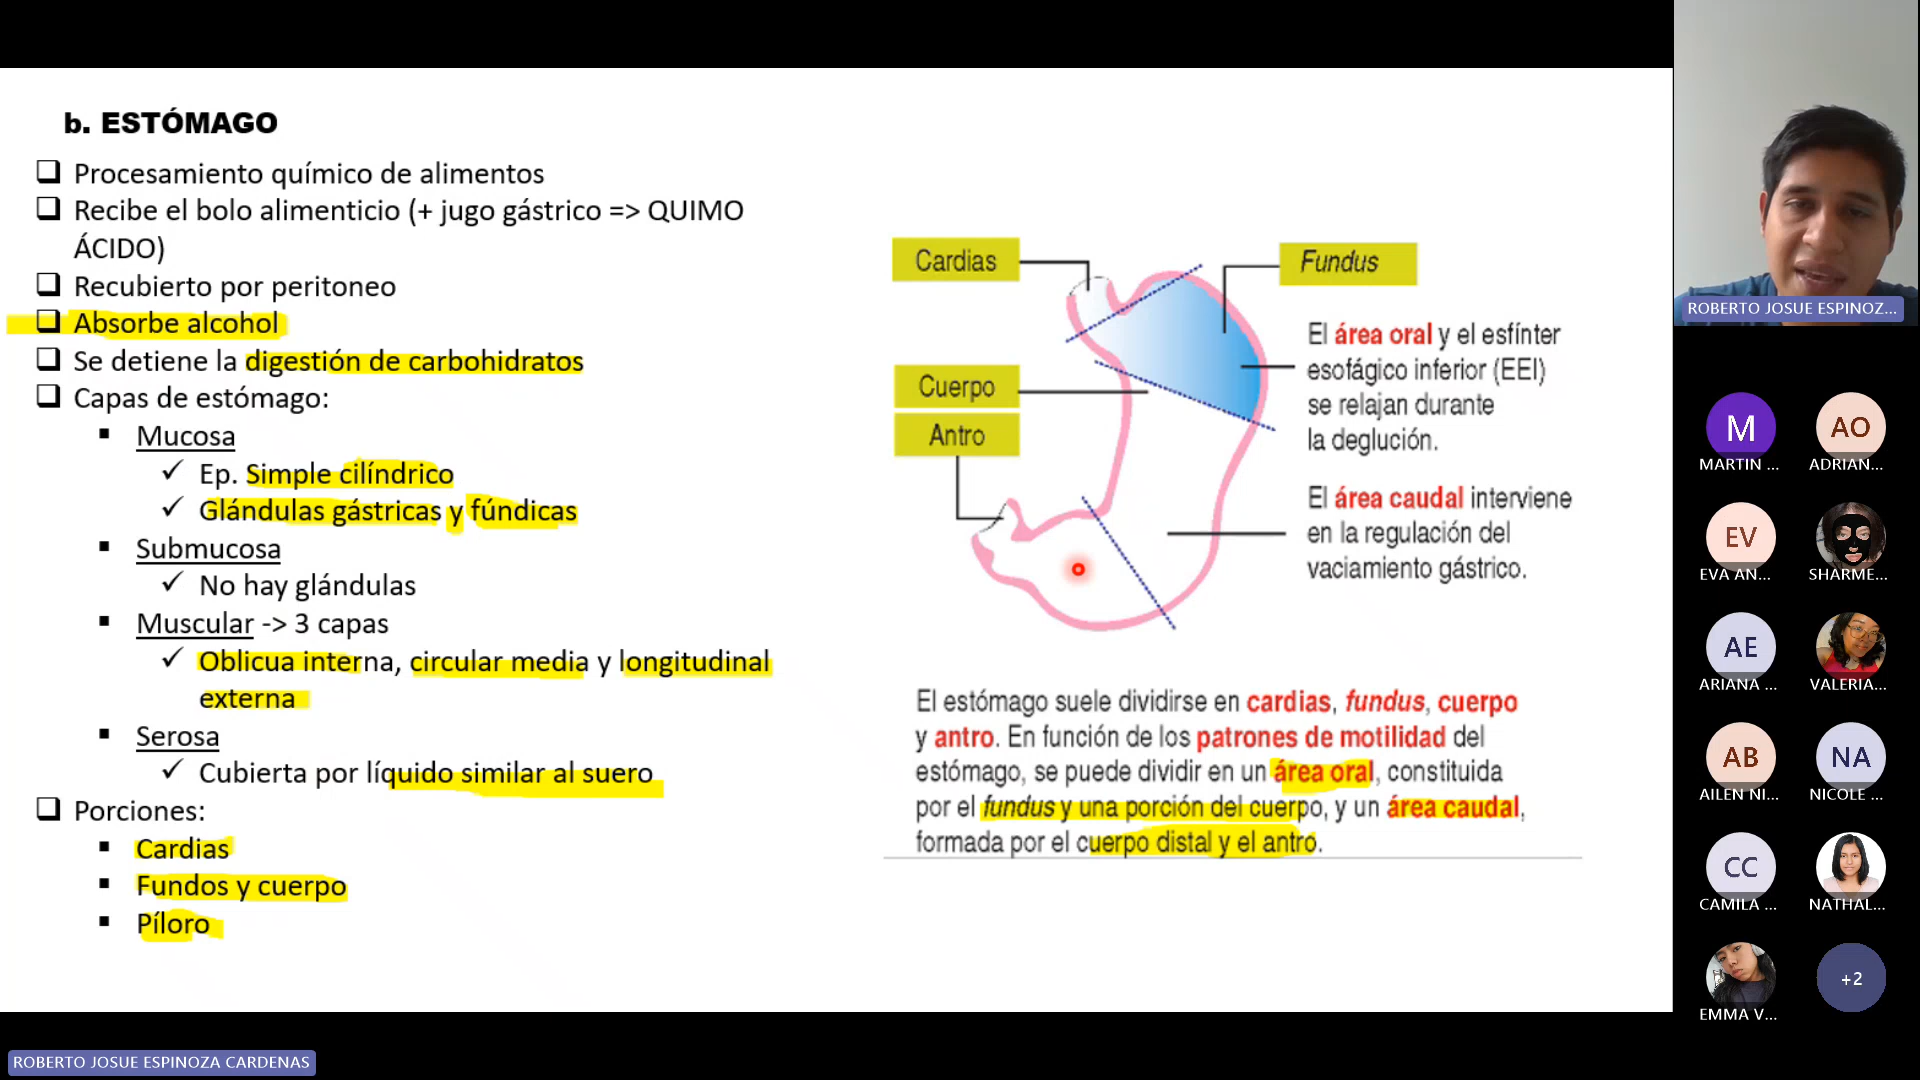 b. ESTÓMAGO
Procesamiento químico de alimentos
Recibe el bolo alimenticio (+ jugo gástrico => QUIMO
ÁCIDO)
Recubierto por peritoneo
Absorbe alcohol
Se detiene la digestión de carbohidratos
Capas de estómago:
Mucosa
Ep. Simple cilíndrico
Glándulas gástricas y fúndicas
Submucosa
No hay glándulas
Muscular -> 3 capas
Oblicua interna, circular media y longitudinal
externa
Serosa
Cubierta por líquido similar al suero
Porciones:
Cardias
Fundos y cuerpo
Píloro
Cardias
Fundus
Cuerpo
Antro
El área oral y el esfínter
esofágico inferior (EEI)
se relajan durante
la deglución.
El área caudal interviene
en la regulación del
vaciamiento gástrico.
El estómago suele dividirse en cardias, fundus, cuerpo
y antro. En función de los patrones de motilidad del
estómago, se puede dividir en un área oral, constituida
por el fundus y una porción del cuerpo, y un área caudal,
formada por el cuerpo distal y el antro.
ROBERTO JOSUE ESPINOZ...
M
MARTIN ...
AO
ADRIAN...
EV
EVA AN...
SHARME...
AE
ARIANA ...
VALERIA...
AB
AILEN NI...
NA
NICOLE ...
CC
CAMILA ...
NATHAL...
EMMA V...
+2
ROBERTO JOSUE ESPINOZA CARDENAS